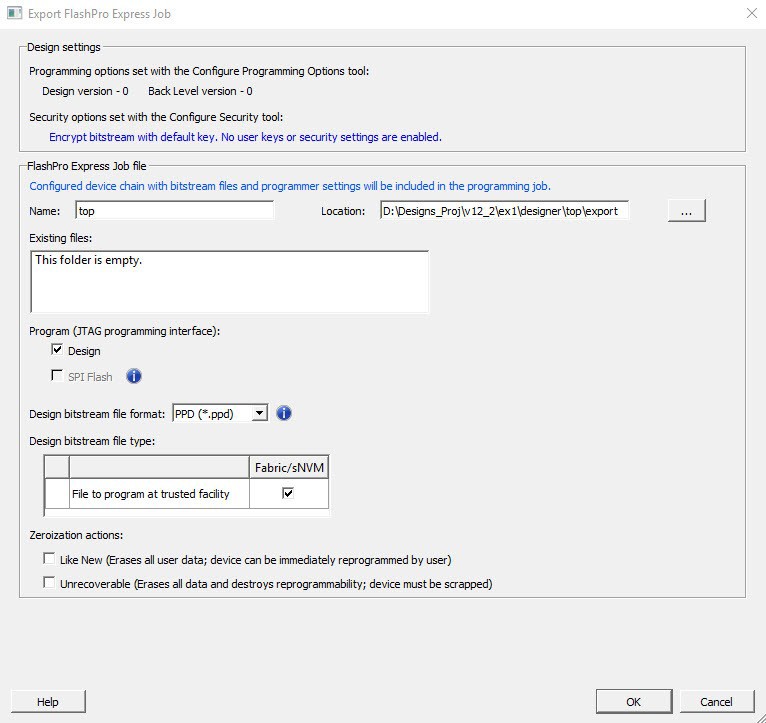 Export FlashPro Express Job
Design settings
Programming options set with the Configure Programming Options tool:
Design version - 0 Back Level version - 0
Security options set with the Configure Security tool:
Encrypt bitstream with default key. No user keys or security settings are enabled.
FlashPro Express Job file
Configured device chain with bitstream files and programmer settings will be included in the programming job.
Name: top Location: D:\Designs_Proj\v12_2\ex1\designer\top\export ...
Existing files:
This folder is empty.
Program (JTAG programming interface):
Design
SPI Flash
Design bitstream file format: PPD (*.ppd)
Design bitstream file type:
Fabric/sNVM
File to program at trusted facility
Zeroization actions:
Like New (Erases all user data; device can be immediately reprogrammed by user)
Unrecoverable (Erases all data and destroys reprogrammability; device must be scrapped)
Help OK Cancel